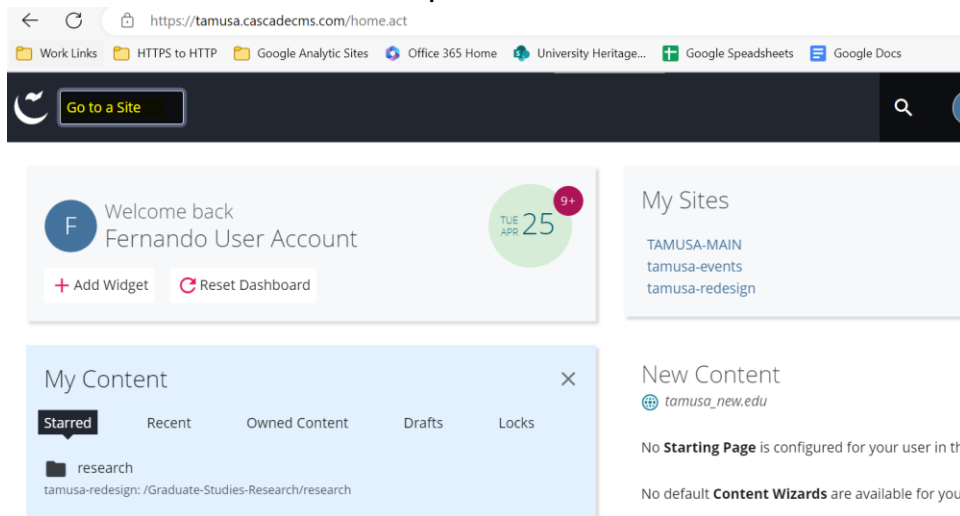 https://tamusa.cascadecms.com/home.act
Work Links HTTPS to HTTP Google Analytic Sites Office 365 Home University Heritage... Google Speadsheets Google Docs
Go to a Site
F
Welcome back
Fernando User Account
TUE
APR
25
9+
Add Widget Reset Dashboard
My Sites
TAMUSA-MAIN
tamusa-events
tamusa-redesign
My Content
Starred Recent Owned Content Drafts Locks
research
tamusa-redesign: /Graduate-Studies-Research/research
New Content
tamusa_new.edu
No Starting Page is configured for your user in
No default Content Wizards are available for